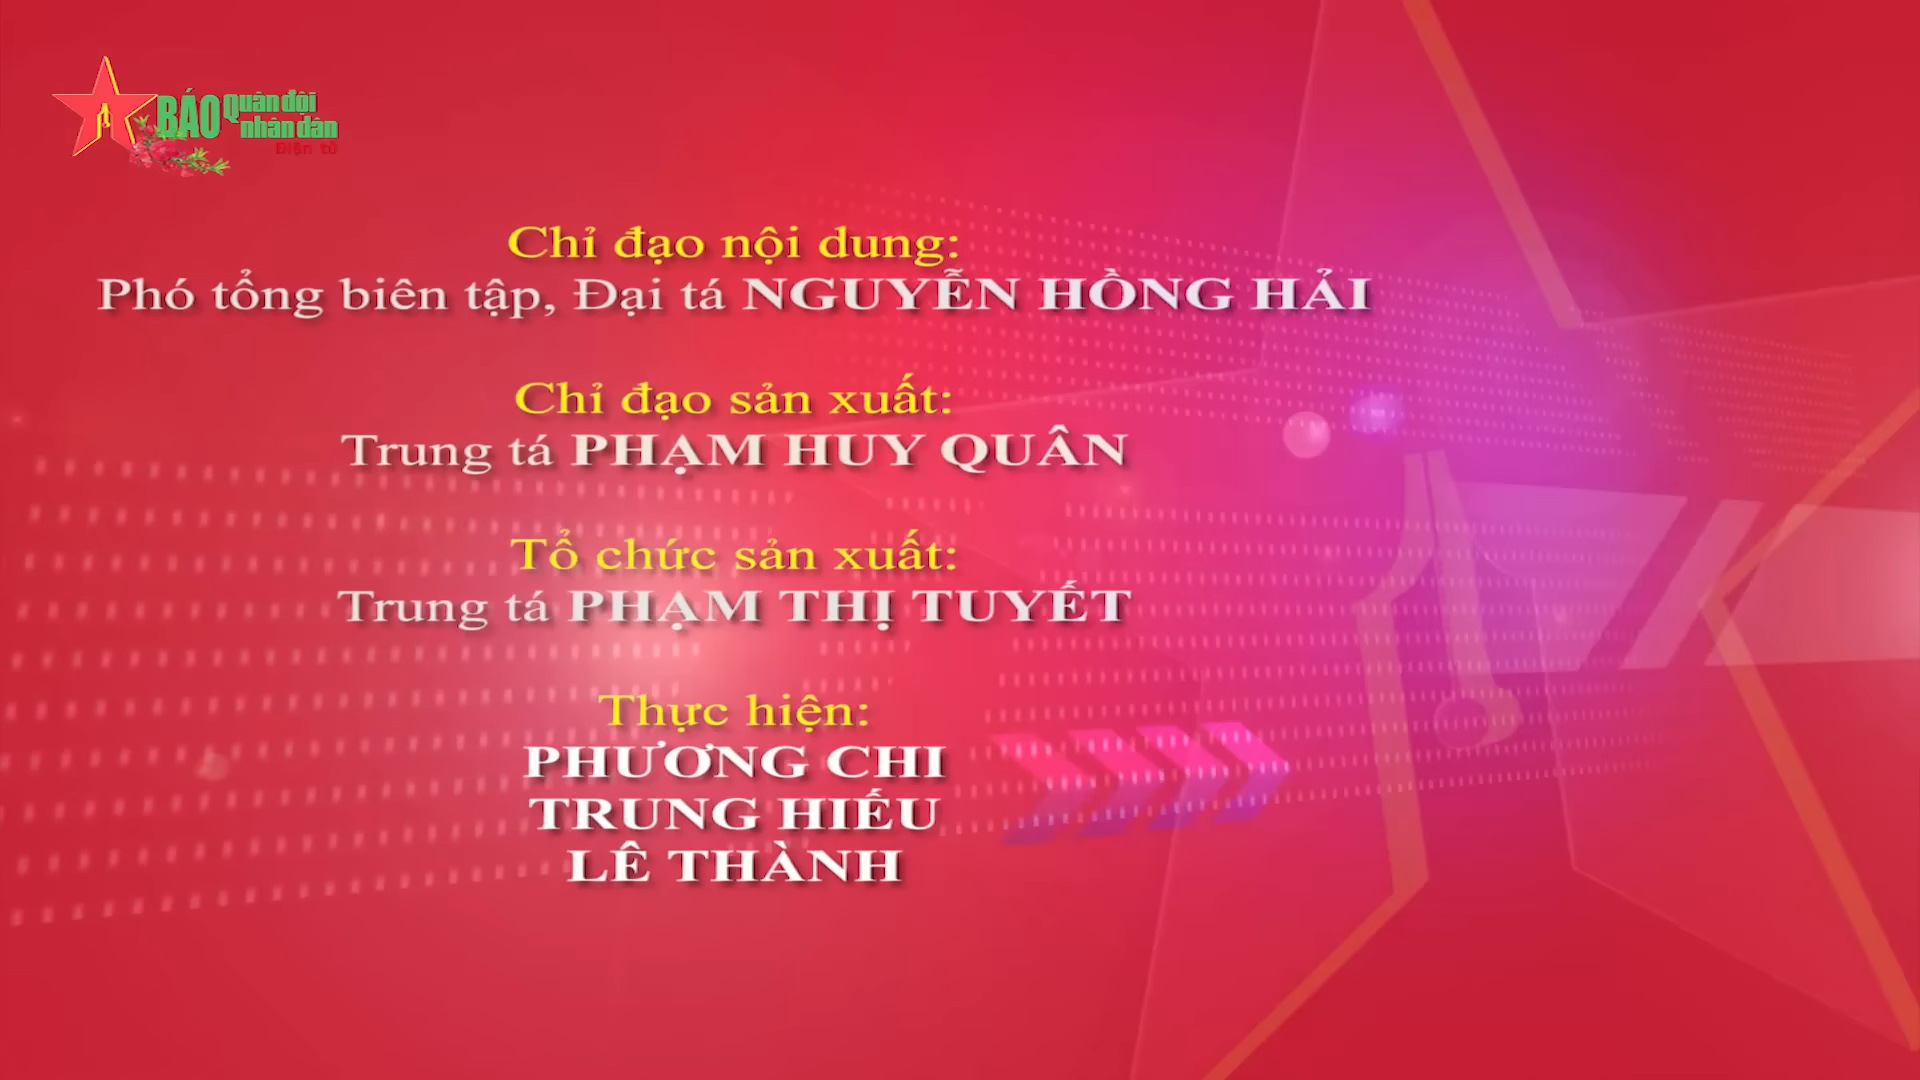 BÁO Quân đội
nhân dân
Điện tử
Chỉ đạo nội dung:
Phó tổng biên tập, Đại tá NGUYỄN HỒNG HẢI
Chỉ đạo sản xuất:
Trung tá PHẠM HUY QUÂN
Tổ chức sản xuất:
Trung tá PHẠM THỊ TUYẾT
Thực hiện:
PHƯƠNG CHI
TRUNG HIẾU
LÊ THÀNH